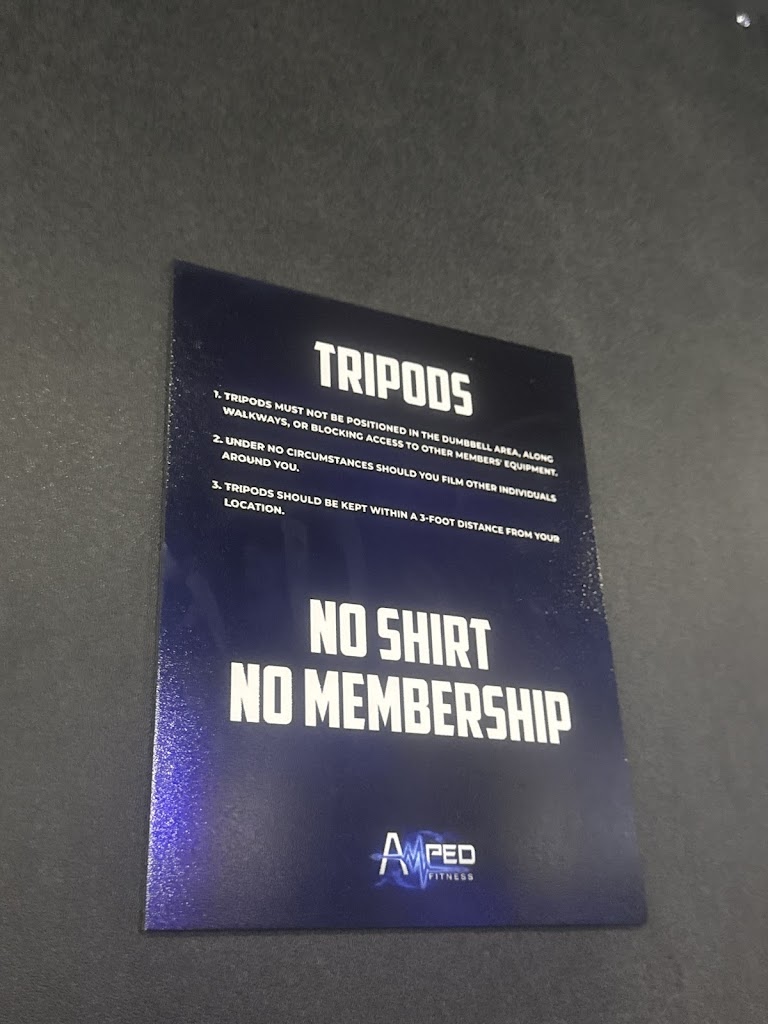 TRIPODS
1. TRIPODS MUST NOT BE POSITIONED IN THE DUMBBELL AREA, ALONG
WALKWAYS, OR BLOCKING ACCESS TO OTHER MEMBERS' EQUIPMENT.
2. UNDER NO CIRCUMSTANCES SHOULD YOU FILM OTHER INDIVIDUALS
AROUND YOU.
3. TRIPODS SHOULD BE KEPT WITHIN A 3-FOOT DISTANCE FROM YOUR
LOCATION.
NO SHIRT
NO MEMBERSHIP
AMPED
FITNESS